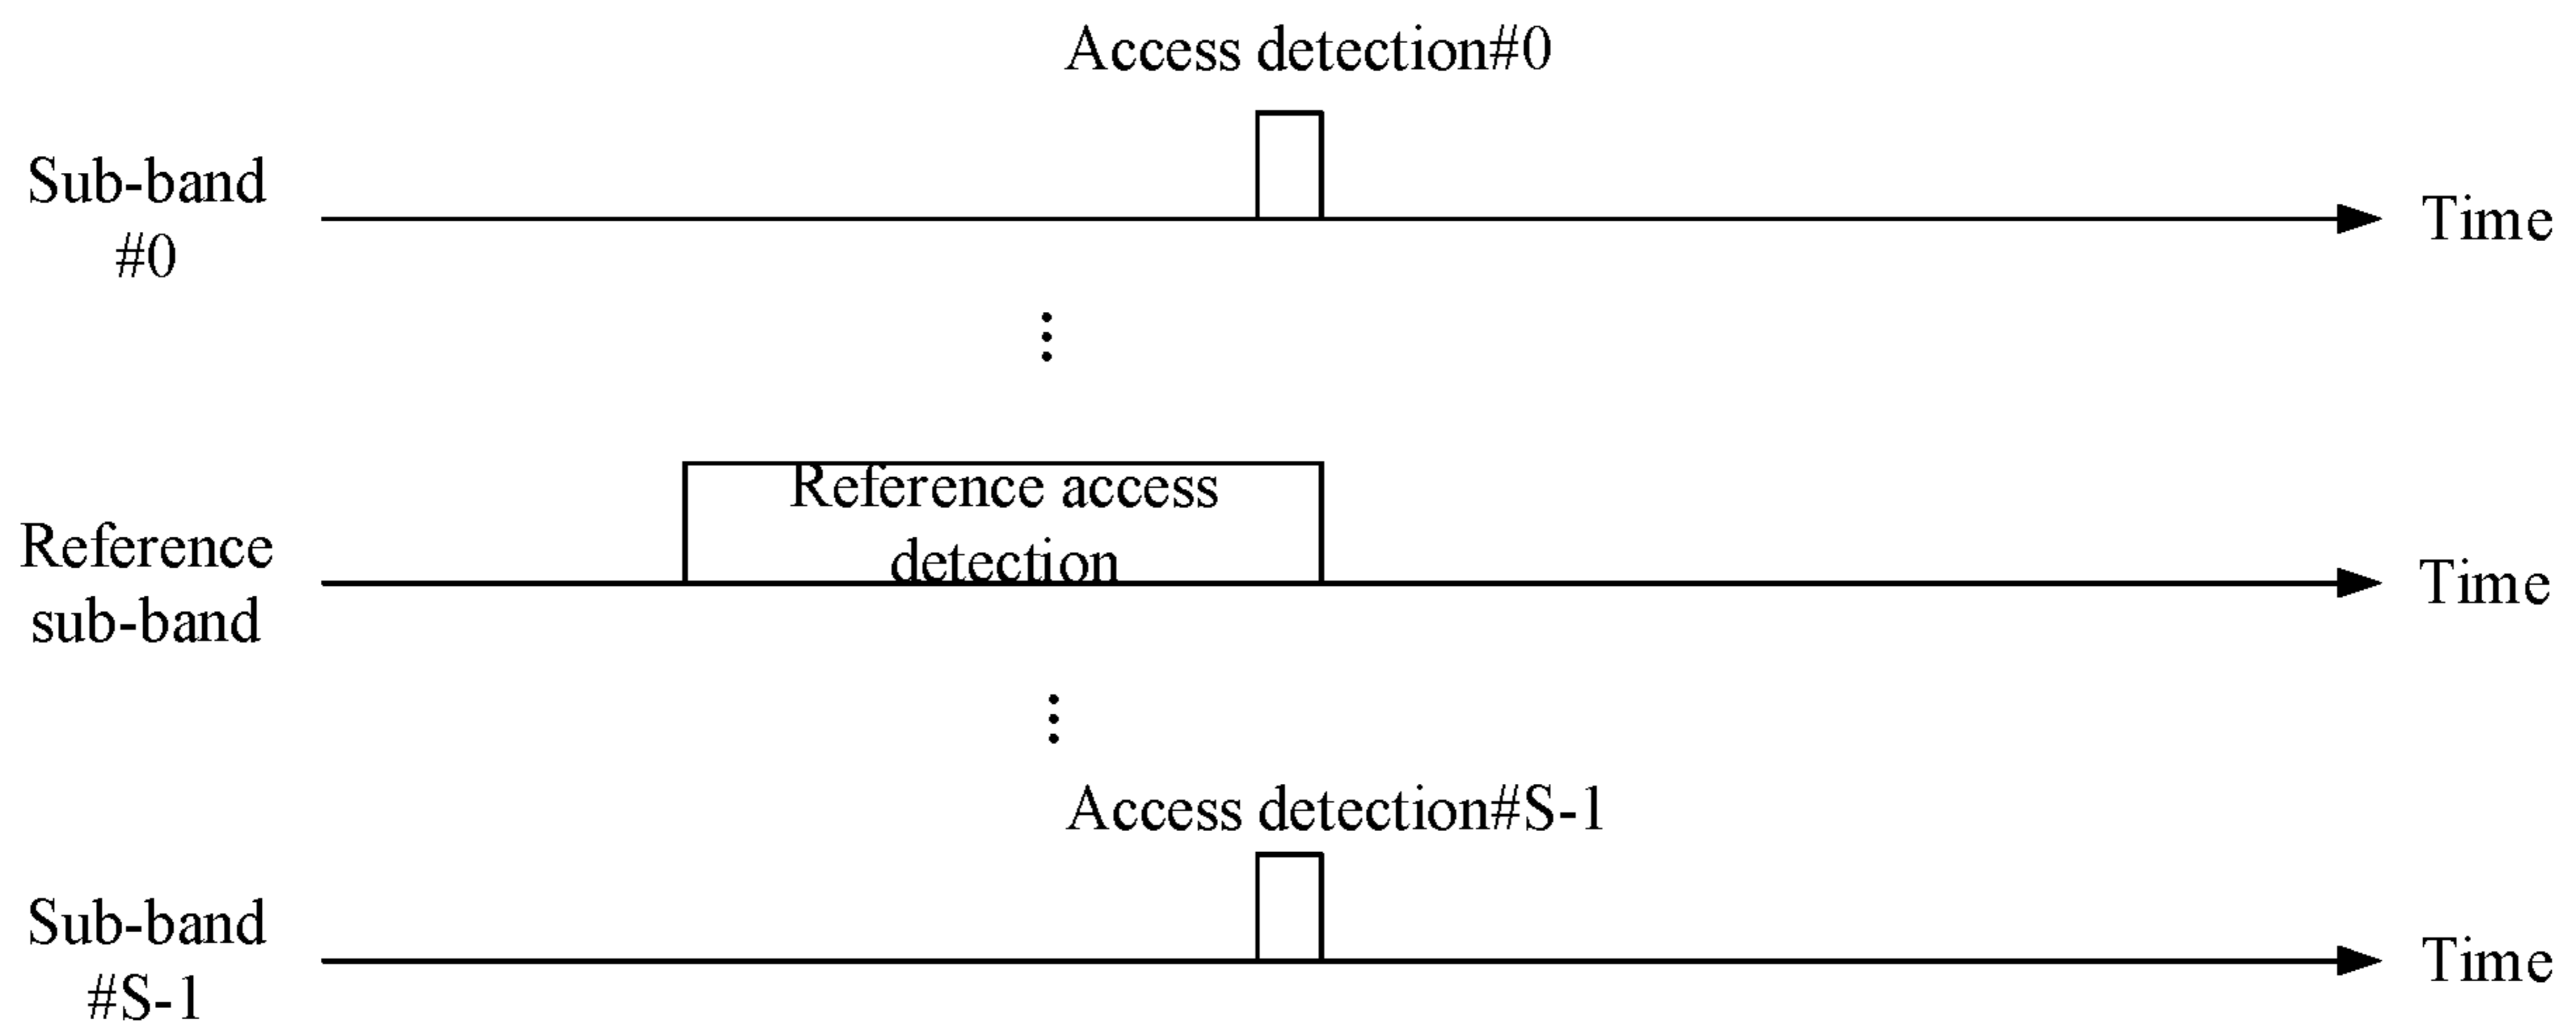 Access detection#0
Sub-band
#0
Time
Reference access
detection
Reference
sub-band
Time
Access detection#S-1
Sub-band
#S-1
Time